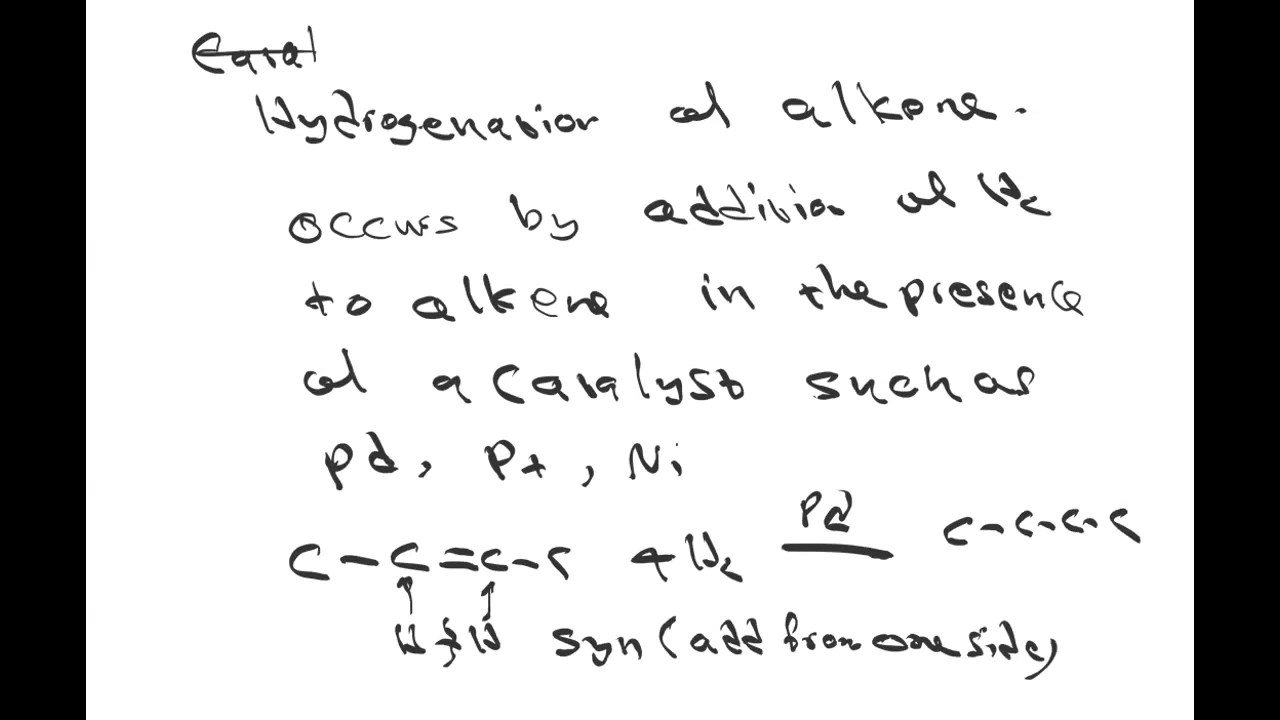 Hydrogenation of alkene.
occurs by addition of H2
to alkene in the presence
of a catalyst such as
Pd, Pt, Ni
Pd
C-C=C-C + H2 C-C-C-C
H H syn (add from one side)